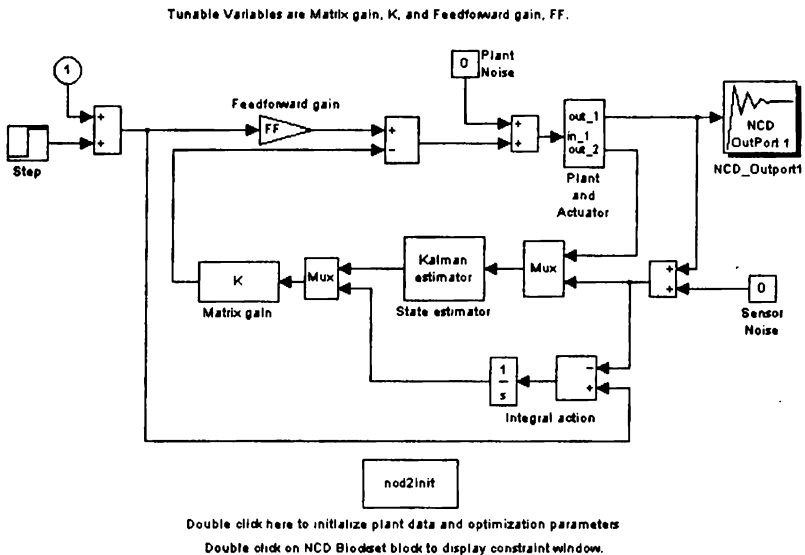 Tunable Variables are Matrix gain, K, and Feedforward gain, FF.
1
+
+
Step
Feedforward gain
FF
+
−
0
Plant
Noise
+
+
out_1
in_1
out_2
Plant
and
Actuator
NCD
OutPort 1
NCD_Outport1
K
Matrix gain
Mux
Kalman
estimator
State estimator
Mux
+
+
0
Sensor
Noise
1
s
−
+
Integral action
ncd2init
Double click here to initialize plant data and optimization parameters
Double click on NCD Blockset block to display constraint window.